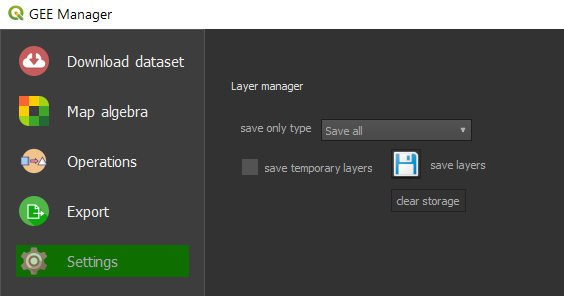 GEE Manager
Download dataset
Map algebra
Operations
Export
Settings
Layer manager
save only type Save all
save temporary layers save layers
clear storage